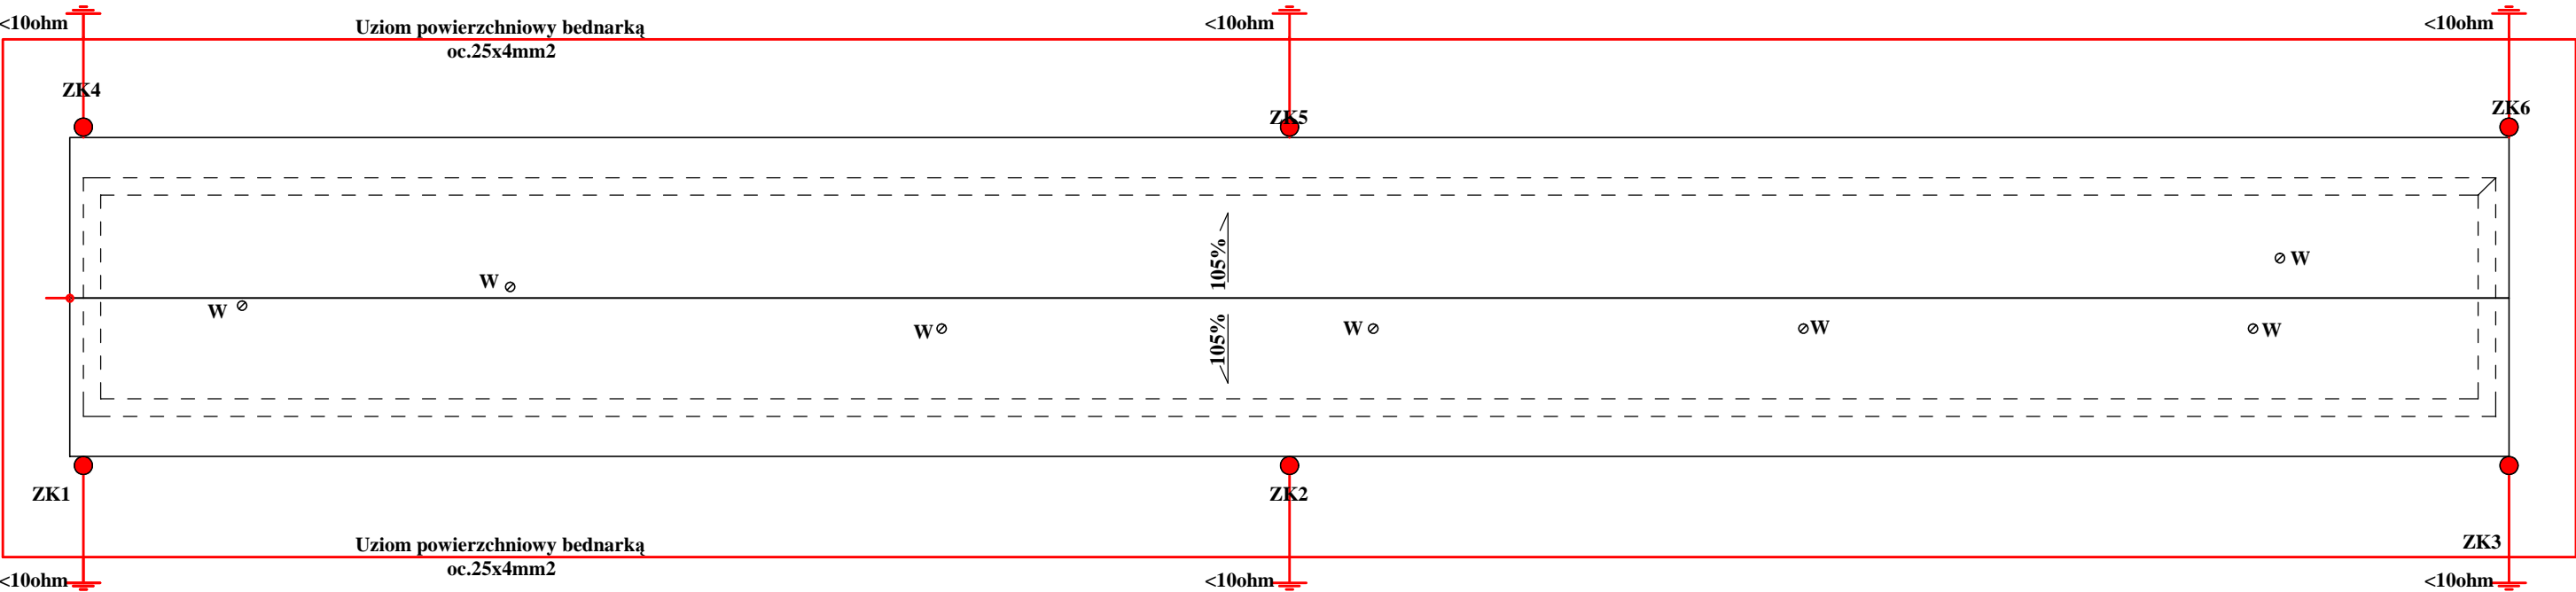 <10ohm
Uziom powierzchniowy bednarką
oc.25x4mm2
<10ohm
<10ohm
ZK4
ZK5
ZK6
105%
W
W
W
W
W
W
W
105%
ZK1
ZK2
ZK3
Uziom powierzchniowy bednarką
oc.25x4mm2
<10ohm
<10ohm
<10ohm